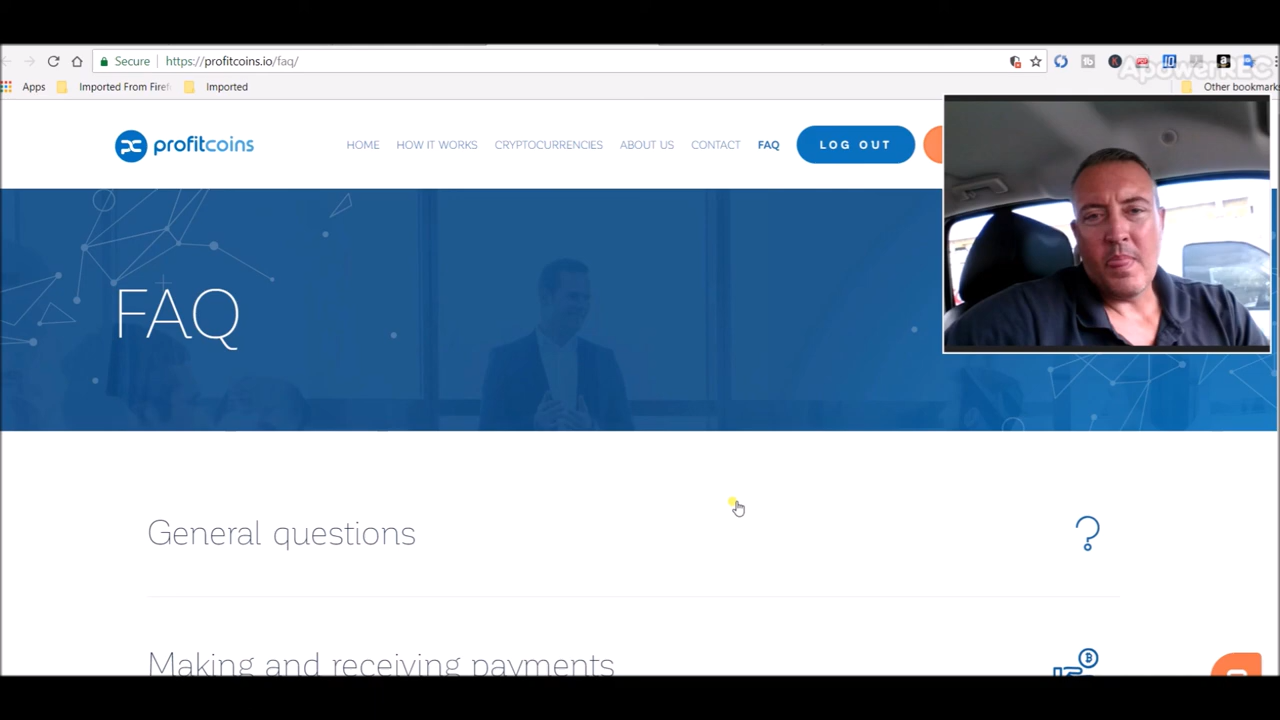 ApowerREC
Secure https://profitcoins.io/faq/
Apps Imported From Firef Imported Other bookmarks
profitcoins HOME HOW IT WORKS CRYPTOCURRENCIES ABOUT US CONTACT FAQ LOG OUT
FAQ
General questions
Making and receiving payments